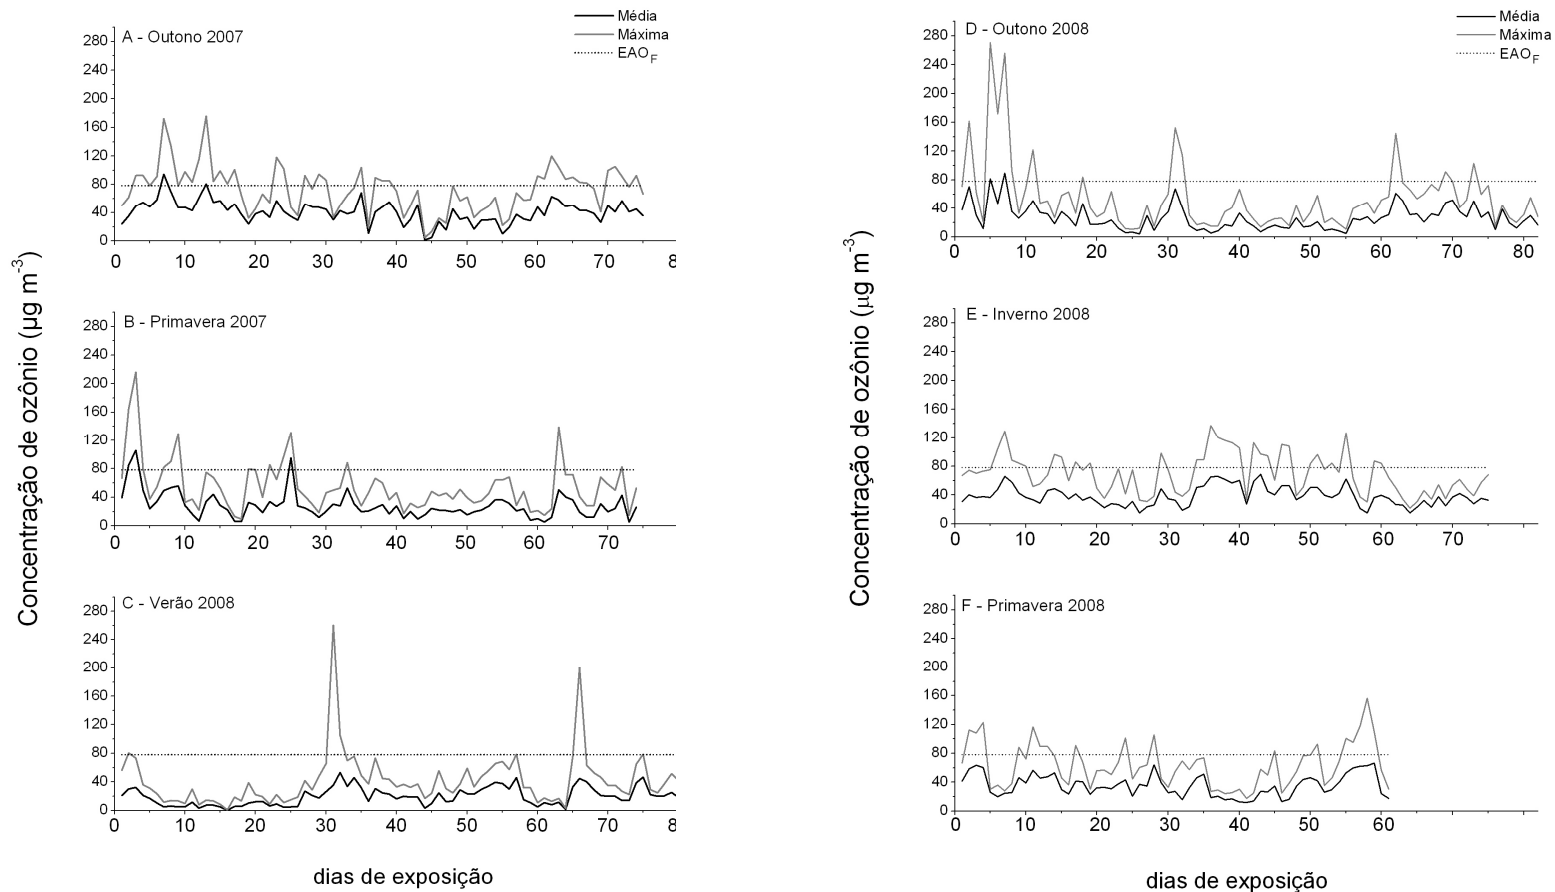 Média
Máxima
EAOF
A - Outono 2007
280
240
200
160
120
80
40
0
0 10 20 30 40 50 60 70 8
B - Primavera 2007
280
240
200
160
120
80
40
0
0 10 20 30 40 50 60 70
C - Verão 2008
280
240
200
160
120
80
40
0
0 10 20 30 40 50 60 70 8
Concentração de ozônio (µg m-3)
dias de exposição
Média
Máxima
EAOF
D - Outono 2008
280
240
200
160
120
80
40
0
0 10 20 30 40 50 60 70 80
E - Inverno 2008
280
240
200
160
120
80
40
0
0 10 20 30 40 50 60 70
F - Primavera 2008
280
240
200
160
120
80
40
0
0 10 20 30 40 50 60
Concentração de ozônio (µg m-3)
dias de exposição